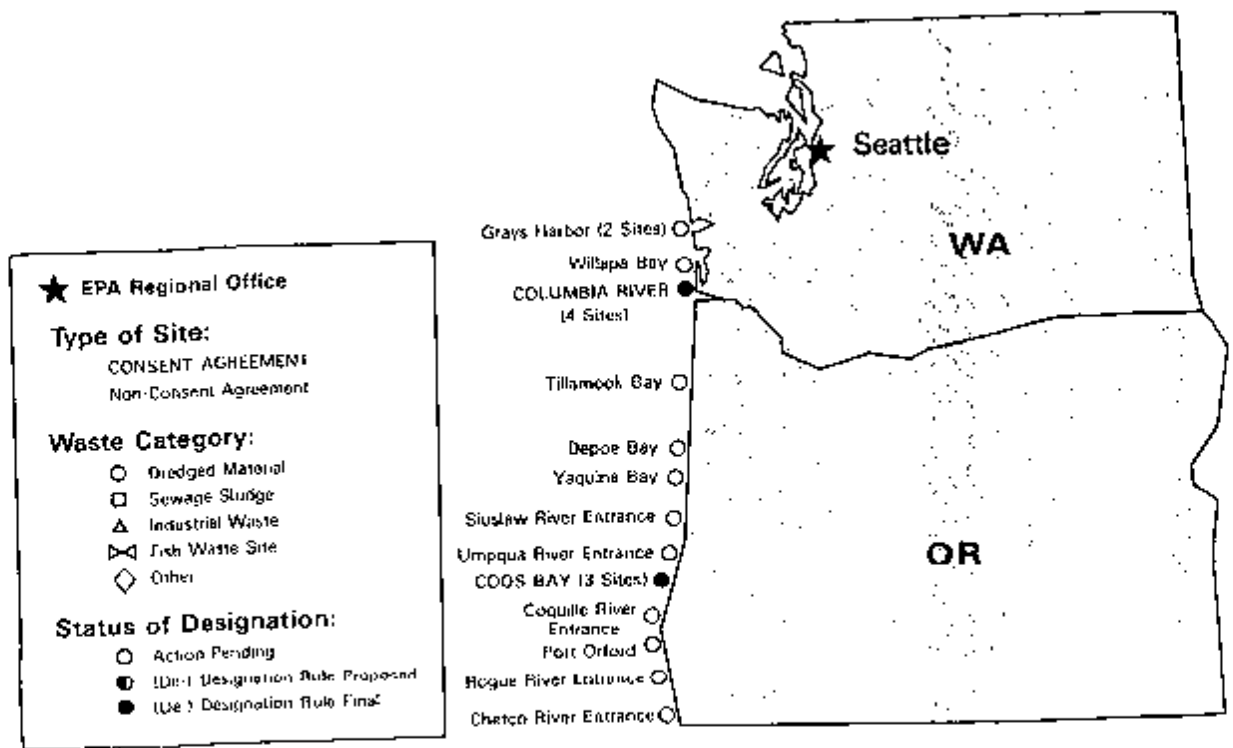 Seattle
WA
OR
Grays Harbor (2 Sites)
Willapa Bay
COLUMBIA RIVER
(4 Sites)
Tillamook Bay
Depoe Bay
Yaquina Bay
Siuslaw River Entrance
Umpqua River Entrance
COOS BAY (3 Sites)
Coquille River
Entrance
Port Orford
Rogue River Entrance
Chetco River Entrance
EPA Regional Office
Type of Site:
CONSENT AGREEMENT
Non-Consent Agreement
Waste Category:
Dredged Material
Sewage Sludge
Industrial Waste
Fish Waste Site
Other
Status of Designation:
Action Pending
(De-) Designation Rule Proposed
(De-) Designation Rule Final